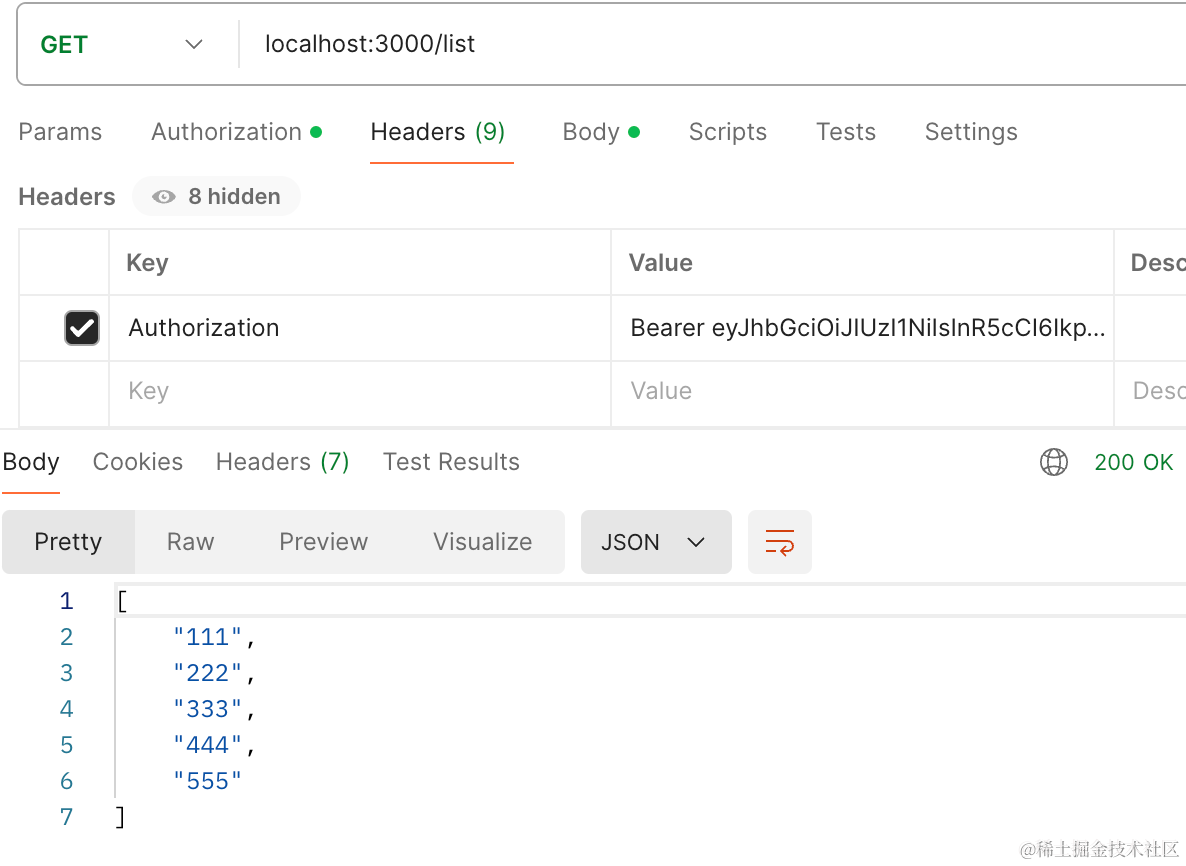 GET localhost:3000/list
Params Authorization Headers (9) Body Scripts Tests Settings
Headers 8 hidden
Key Value Desc
Authorization Bearer eyJhbGciOiJIUzI1NiIsInR5cCI6Ikp...
Key Value Desc
Body Cookies Headers (7) Test Results 200 OK
Pretty Raw Preview Visualize JSON
1 [
2 "111",
3 "222",
4 "333",
5 "444",
6 "555"
7 ]
@稀土掘金技术社区